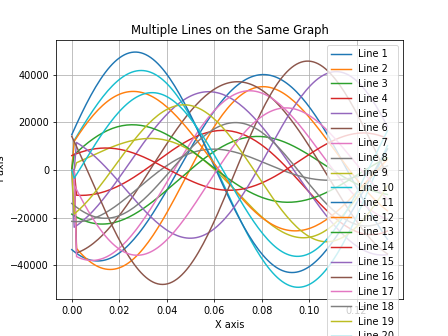 Multiple Lines on the Same Graph
40000
20000
0
−20000
−40000
0.00 0.02 0.04 0.06 0.08 0.10
X axis
Line 1
Line 2
Line 3
Line 4
Line 5
Line 6
Line 7
Line 8
Line 9
Line 10
Line 11
Line 12
Line 13
Line 14
Line 15
Line 16
Line 17
Line 18
Line 19